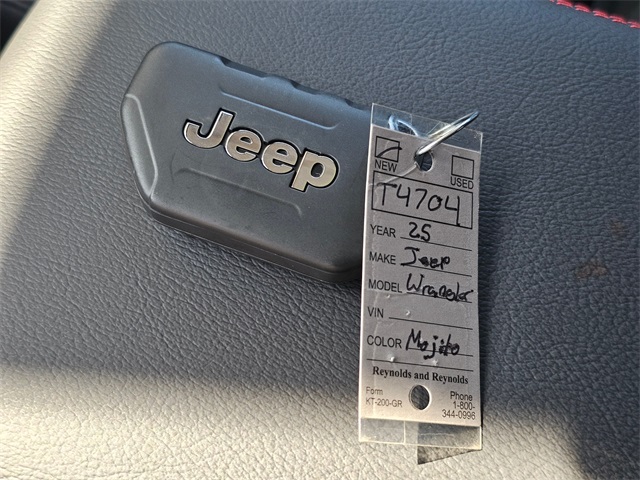 Jeep
NEW
USED
T4704
YEAR 25
MAKE Jeep
MODEL Wrangler
VIN
COLOR Mojito
Reynolds and Reynolds
Form
KT-200-GR
Phone
1-800-
344-0996